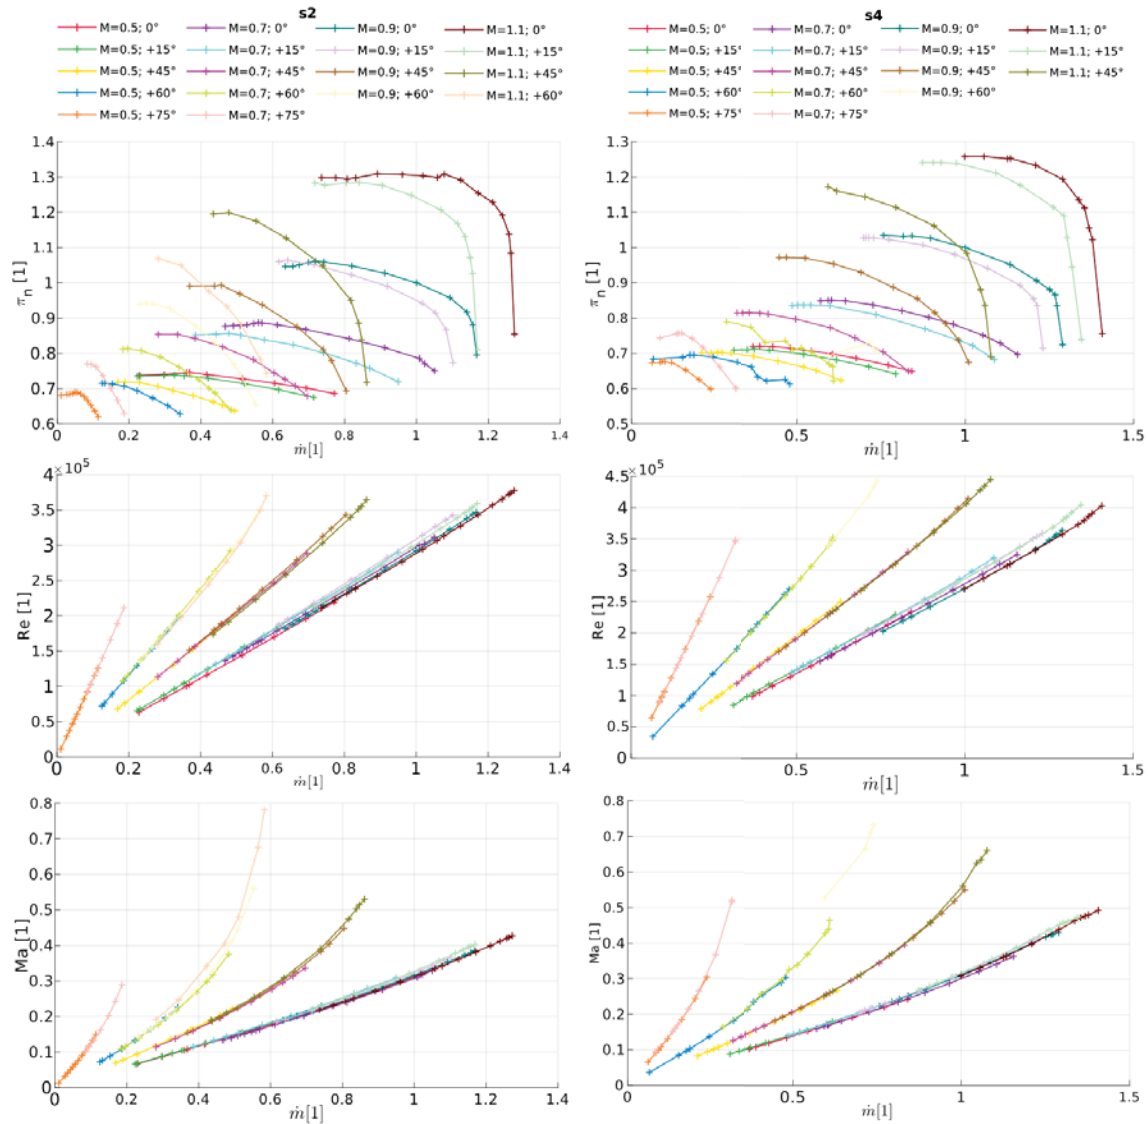 s2
M=0.5; 0° M=0.7; 0° M=0.9; 0° M=1.1; 0°
M=0.5; +15° M=0.7; +15° M=0.9; +15° M=1.1; +15°
M=0.5; +45° M=0.7; +45° M=0.9; +45° M=1.1; +45°
M=0.5; +60° M=0.7; +60° M=0.9; +60° M=1.1; +60°
M=0.5; +75° M=0.7; +75°
s4
M=0.5; 0° M=0.7; 0° M=0.9; 0° M=1.1; 0°
M=0.5; +15° M=0.7; +15° M=0.9; +15° M=1.1; +15°
M=0.5; +45° M=0.7; +45° M=0.9; +45° M=1.1; +45°
M=0.5; +60° M=0.7; +60° M=0.9; +60°
M=0.5; +75° M=0.7; +75°
1.4
1.3
1.2
1.1
1
0.9
0.8
0.7
0.6
π_n [1]
0 0.2 0.4 0.6 0.8 1 1.2 1.4
ṁ[1]
1.3
1.2
1.1
1
0.9
0.8
0.7
0.6
0.5
π_n [1]
0 0.5 1 1.5
ṁ[1]
4 ×10⁵
3.5
3
2.5
2
1.5
1
0.5
0
Re [1]
0 0.2 0.4 0.6 0.8 1 1.2 1.4
ṁ[1]
4.5 ×10⁵
4
3.5
3
2.5
2
1.5
1
0.5
0
Re [1]
0.5 1 1.5
ṁ[1]
0.8
0.7
0.6
0.5
0.4
0.3
0.2
0.1
0
Ma [1]
0 0.2 0.4 0.6 0.8 1 1.2 1.4
ṁ[1]
0.8
0.7
0.6
0.5
0.4
0.3
0.2
0.1
0
Ma [1]
0 0.5 1 1.5
ṁ[1]